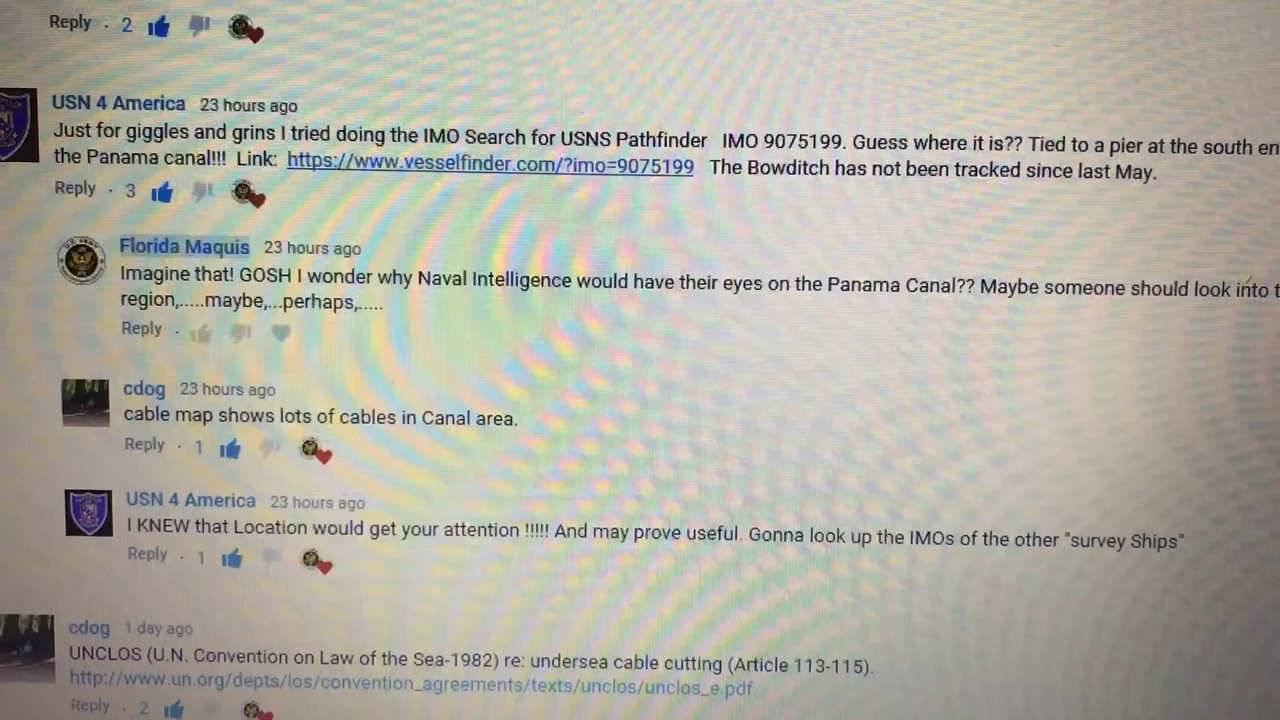 Reply · 2
USN 4 America 23 hours ago
Just for giggles and grins I tried doing the IMO Search for USNS Pathfinder IMO 9075199. Guess where it is?? Tied to a pier at the south en
the Panama canal!!! Link: https://www.vesselfinder.com/?imo=9075199 The Bowditch has not been tracked since last May.
Reply · 3
Florida Maquis 23 hours ago
Imagine that! GOSH I wonder why Naval Intelligence would have their eyes on the Panama Canal?? Maybe someone should look into t
region,.....maybe,...perhaps,.....
Reply ·
cdog 23 hours ago
cable map shows lots of cables in Canal area.
Reply · 1
USN 4 America 23 hours ago
I KNEW that Location would get your attention !!!!! And may prove useful. Gonna look up the IMOs of the other "survey Ships"
Reply · 1
cdog 1 day ago
UNCLOS (U.N. Convention on Law of the Sea-1982) re: undersea cable cutting (Article 113-115).
http://www.un.org/depts/los/convention_agreements/texts/unclos/unclos_e.pdf
Reply · 2